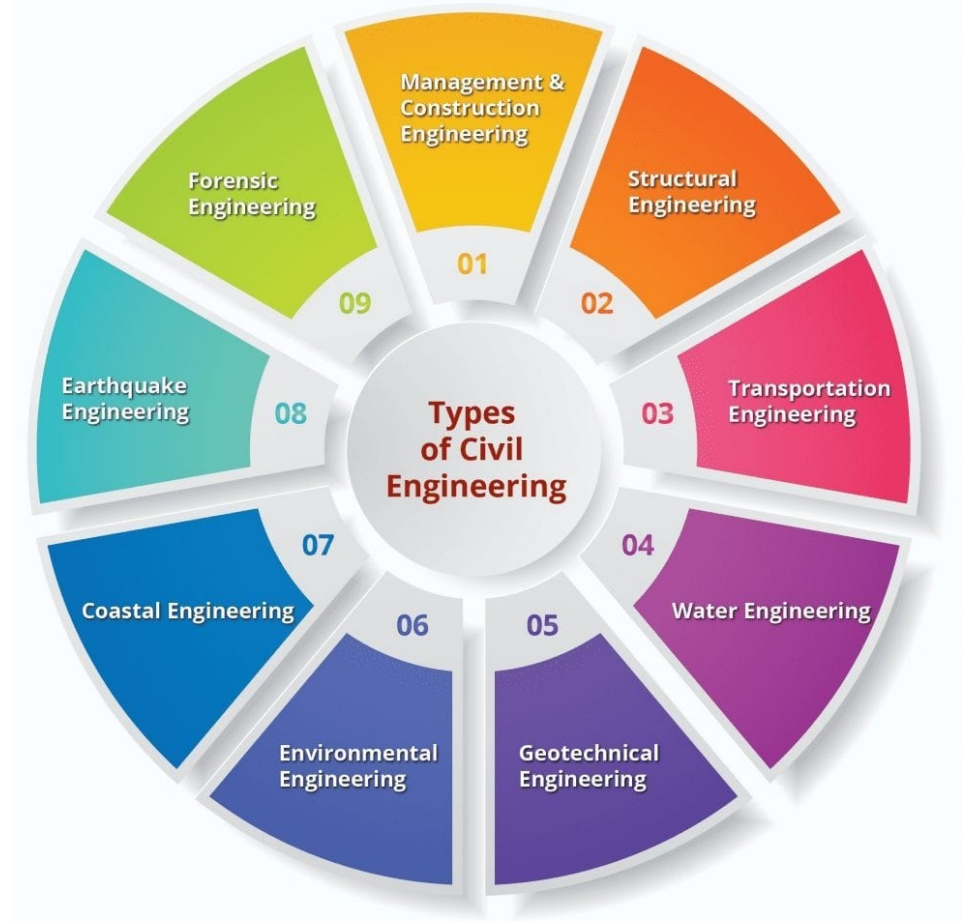 Types
of Civil
Engineering
Management &
Construction
Engineering
01
Structural
Engineering
02
Transportation
Engineering
03
Water Engineering
04
Geotechnical
Engineering
05
Environmental
Engineering
06
Coastal Engineering
07
Earthquake
Engineering
08
Forensic
Engineering
09